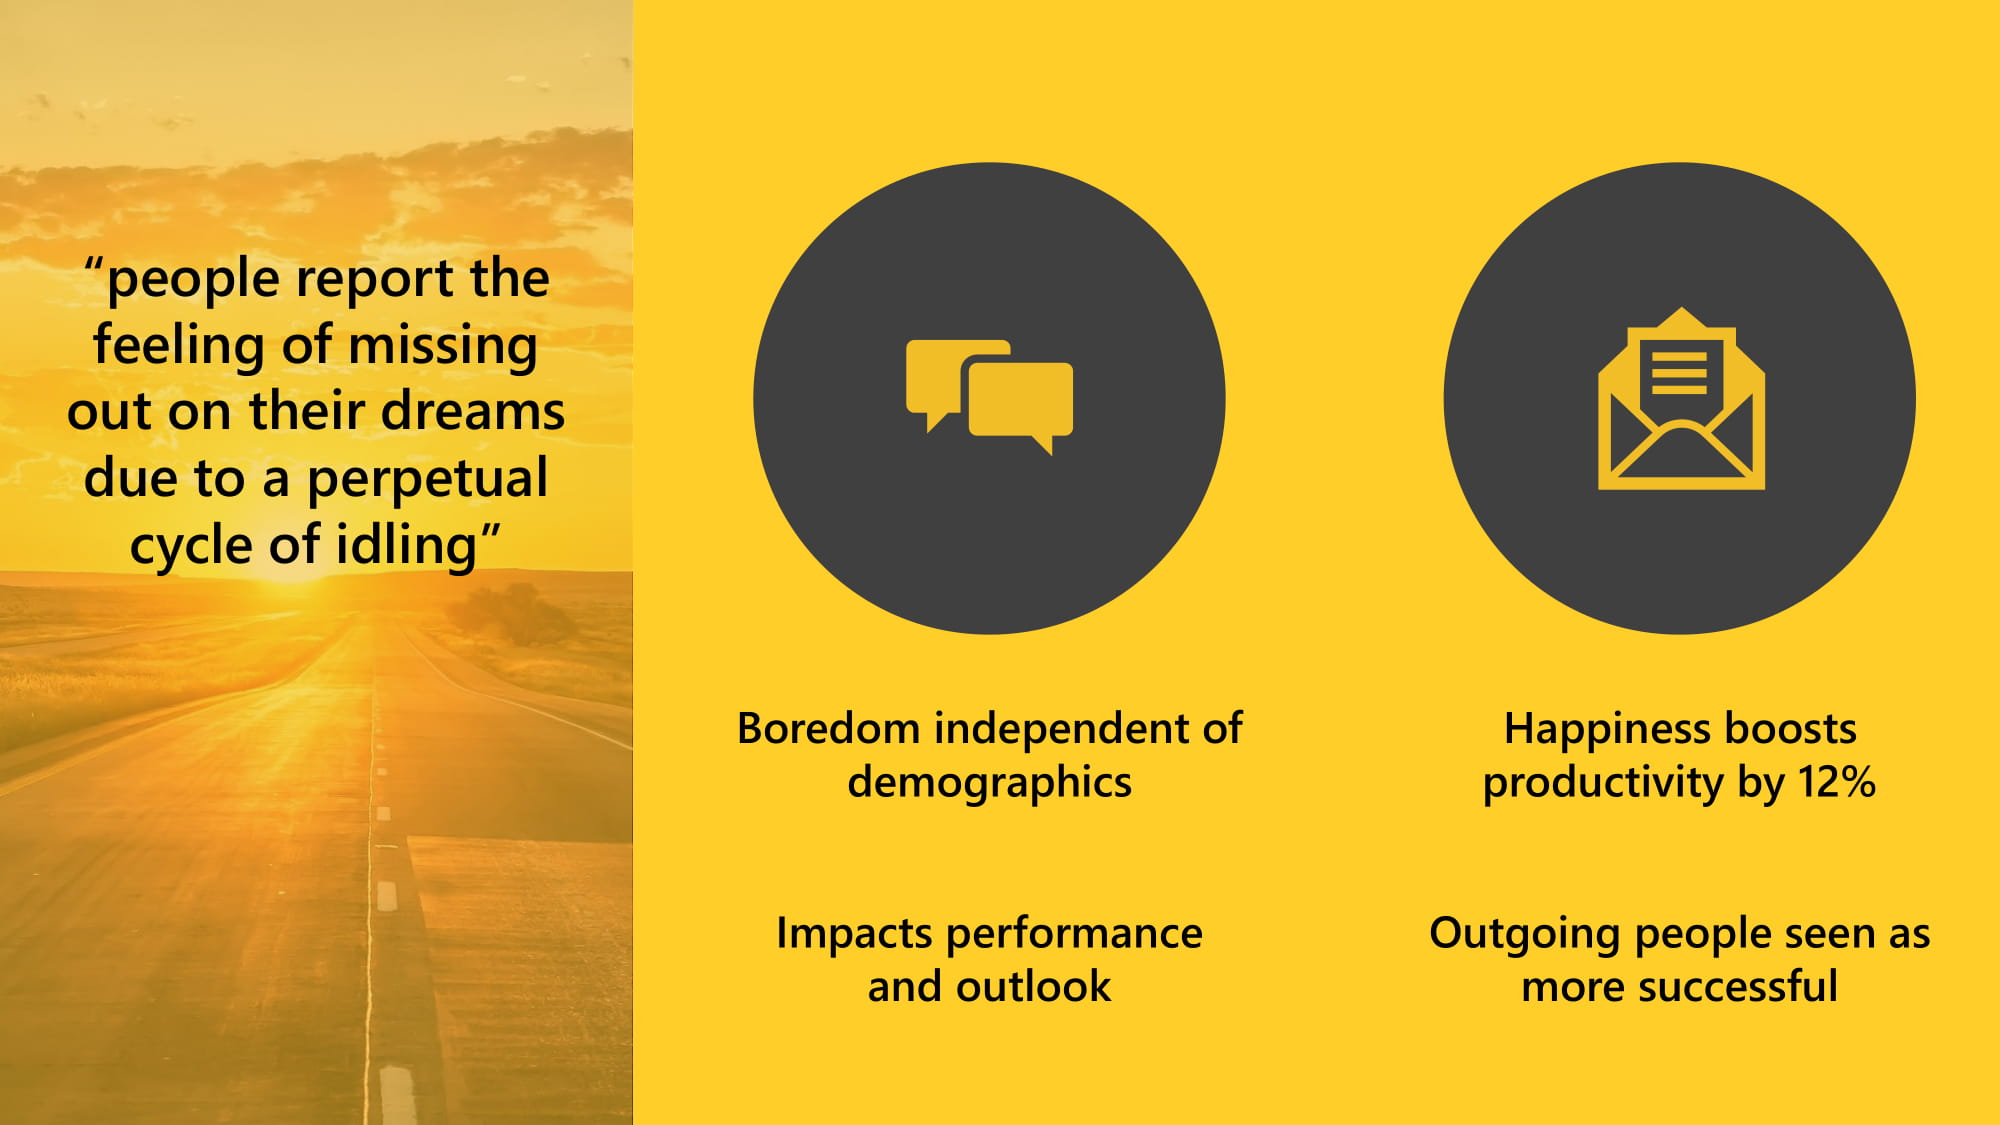 “people report the
feeling of missing
out on their dreams
due to a perpetual
cycle of idling”
Boredom independent of
demographics
Impacts performance
and outlook
Happiness boosts
productivity by 12%
Outgoing people seen as
more successful